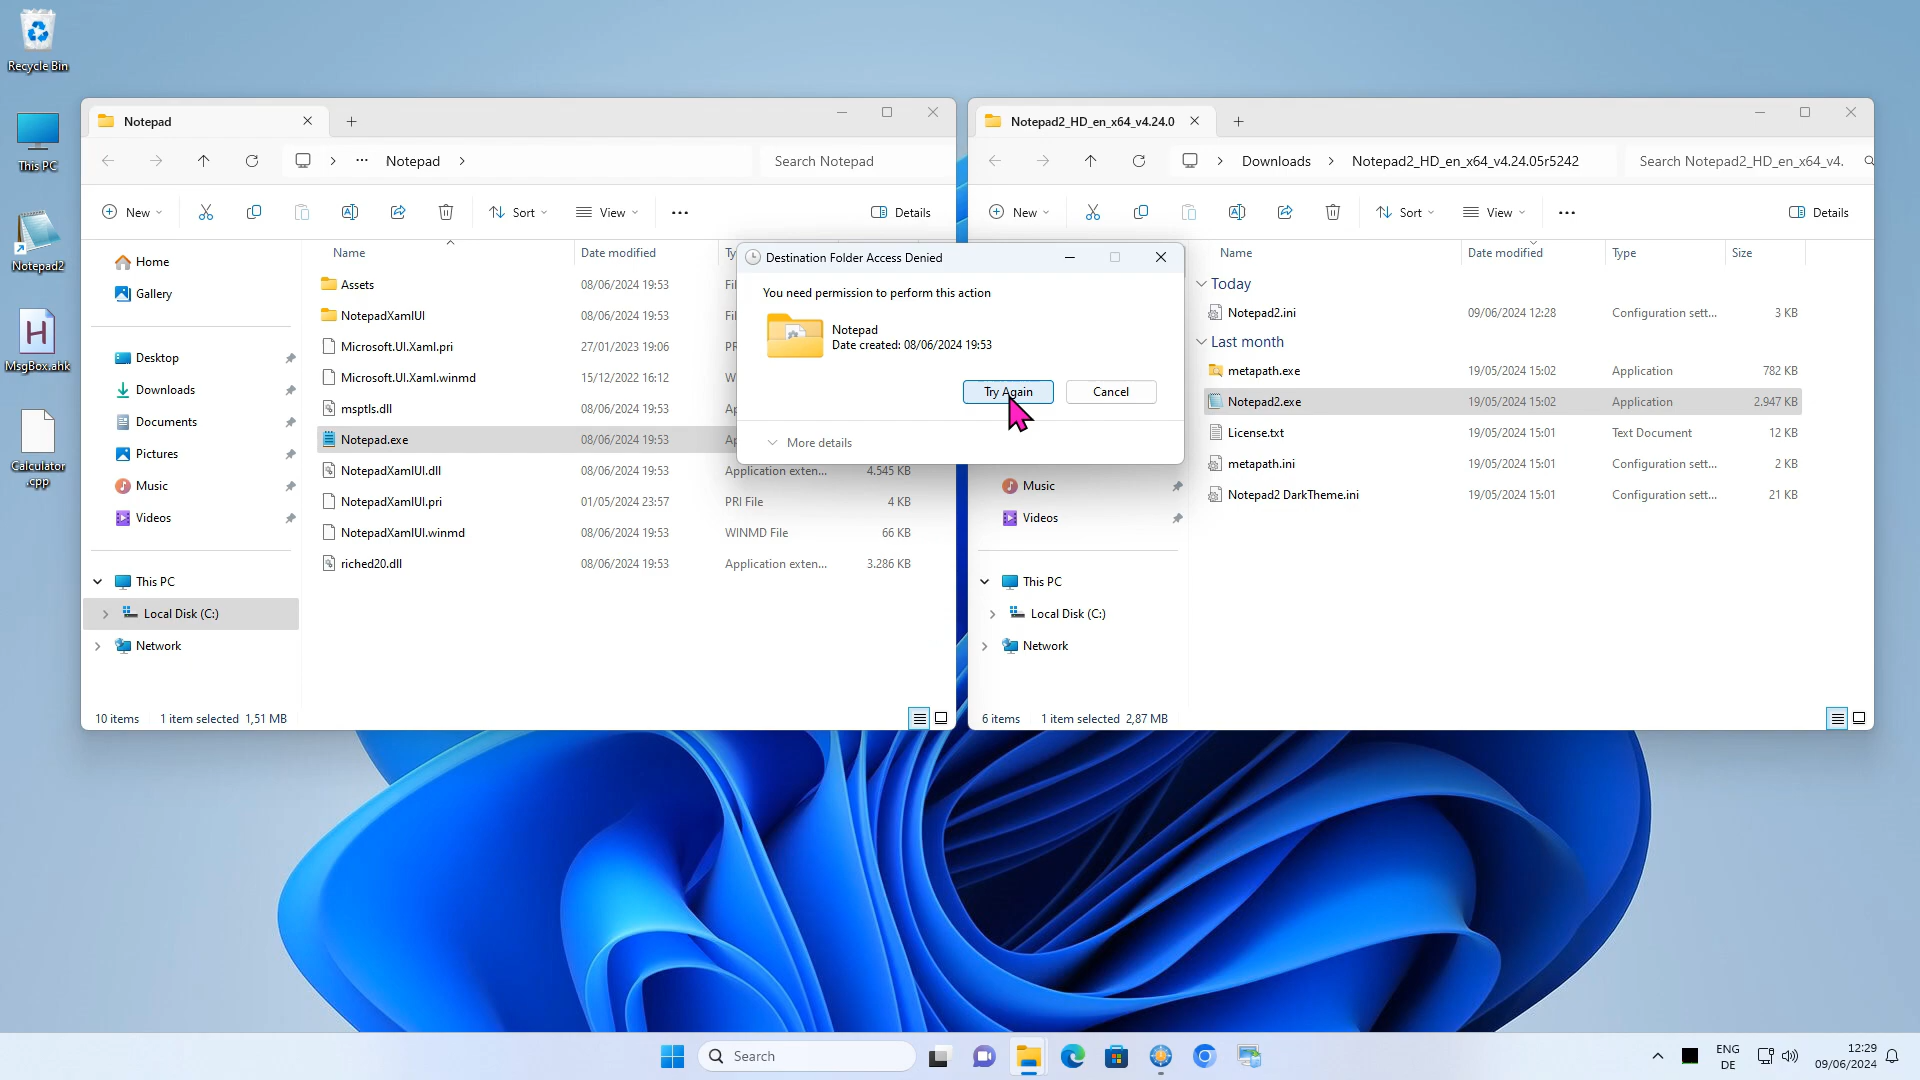 Recycle Bin
This PC
Notepad2
MsgBox.ahk
Calculator
.cpp
Notepad
Notepad
Search Notepad
New
Sort
View
Details
Home
Gallery
Desktop
Downloads
Documents
Pictures
Music
Videos
This PC
Local Disk (C:)
Network
Name
Date modified
Ty
Assets
08/06/2024 19:53
NotepadXamlUI
08/06/2024 19:53
Microsoft.UI.Xaml.pri
27/01/2023 19:06
Microsoft.UI.Xaml.winmd
15/12/2022 16:12
msptls.dll
08/06/2024 19:53
Notepad.exe
08/06/2024 19:53
NotepadXamlUI.dll
08/06/2024 19:53
Application exten...
4.545 KB
NotepadXamlUI.pri
01/05/2024 23:57
PRI File
4 KB
NotepadXamlUI.winmd
08/06/2024 19:53
WINMD File
66 KB
riched20.dll
08/06/2024 19:53
Application exten...
3.286 KB
10 items
1 item selected 1,51 MB
Destination Folder Access Denied
You need permission to perform this action
Notepad
Date created: 08/06/2024 19:53
Try Again
Cancel
More details
Notepad2_HD_en_x64_v4.24.0
Downloads
Notepad2_HD_en_x64_v4.24.05r5242
Search Notepad2_HD_en_x64_v4.
New
Sort
View
Details
Music
Videos
This PC
Local Disk (C:)
Network
Name
Date modified
Type
Size
Today
Notepad2.ini
09/06/2024 12:28
Configuration sett...
3 KB
Last month
metapath.exe
19/05/2024 15:02
Application
782 KB
Notepad2.exe
19/05/2024 15:02
Application
2.947 KB
License.txt
19/05/2024 15:01
Text Document
12 KB
metapath.ini
19/05/2024 15:01
Configuration sett...
2 KB
Notepad2 DarkTheme.ini
19/05/2024 15:01
Configuration sett...
21 KB
6 items
1 item selected 2,87 MB
Search
ENG
DE
12:29
09/06/2024